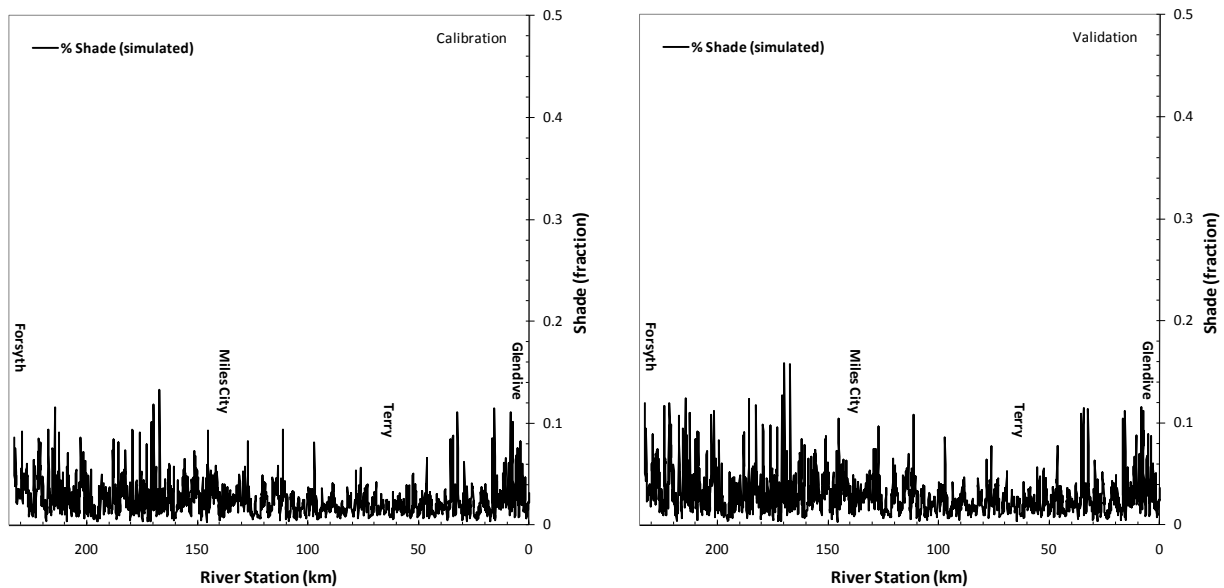 % Shade (simulated)
Calibration
0.5
0.4
0.3
0.2
0.1
0
Shade (fraction)
Forsyth
Miles City
Terry
Glendive
200
150
100
50
0
River Station (km)
% Shade (simulated)
Validation
0.5
0.4
0.3
0.2
0.1
0
Shade (fraction)
Forsyth
Miles City
Terry
Glendive
200
150
100
50
0
River Station (km)